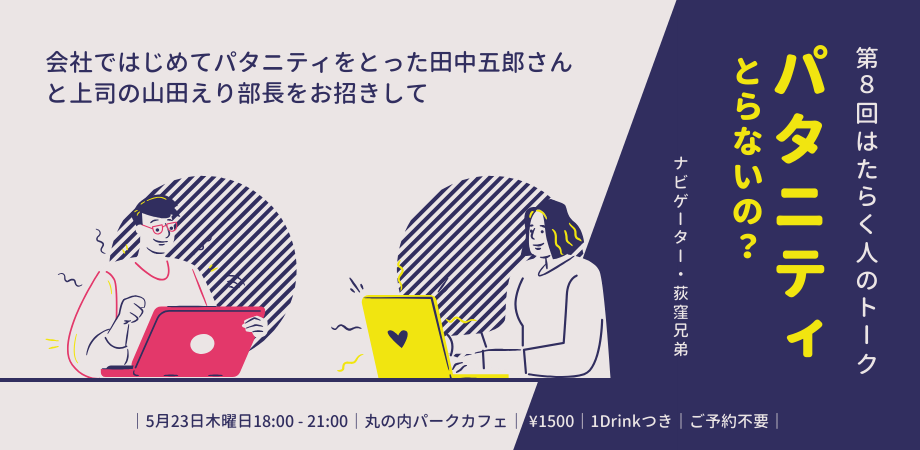 第8回はたらく人のトーク
パタニティ
とらないの？
ナビゲーター・荻窪兄弟
会社ではじめてパタニティをとった田中五郎さん
と上司の山田えり部長をお招きして
｜5月23日木曜日18:00 - 21:00｜丸の内パークカフェ｜ ¥1500｜1Drinkつき｜ご予約不要｜